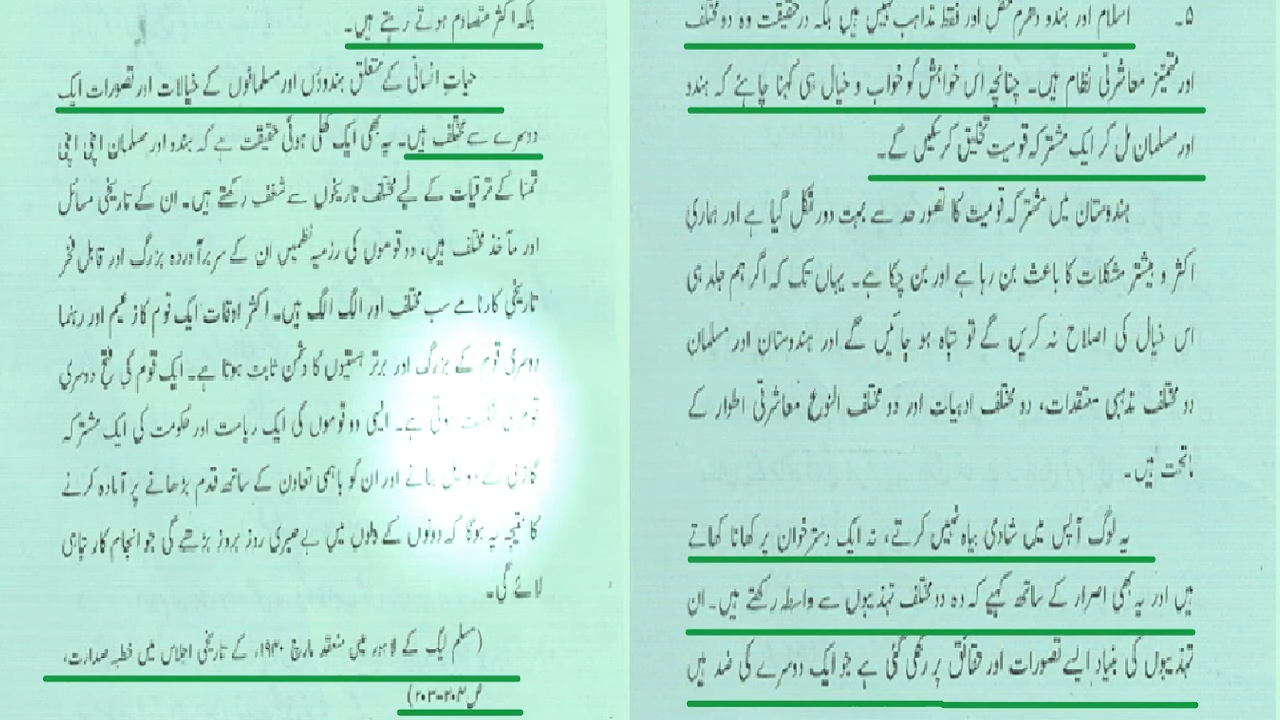 ۵۔ اسلام اور ہندو دھرم محض اور فقط مذاہب نہیں ہیں بلکہ درحقیقت وہ دو مختلف
اور متمیز معاشرتی نظام ہیں۔ چنانچہ اس خواہش کو خواب و خیال ہی کہنا چاہئے کہ ہندو
اور مسلمان مل کر ایک مشترکہ قومیت تخلیق کر سکیں گے۔
ہندوستان میں مشترکہ قومیت کا تصور حد سے بہت دور نکل گیا ہے اور ہماری
اکثر و بیشتر مشکلات کا باعث بن رہا ہے اور بن چکا ہے۔ یہاں تک کہ اگر ہم جلد ہی
اس خیال کی اصلاح نہ کریں گے تو تباہ ہو جائیں گے اور ہندوستان اور مسلمان
دو مختلف مذہبی معتقدات، دو مختلف ادبیات اور دو مختلف النوع معاشرتی اطوار کے
ماتحت ہیں۔
یہ لوگ آپس میں شادی بیاہ نہیں کرتے، نہ ایک دسترخوان پر کھانا کھاتے
ہیں اور یہ بھی اصرار کے ساتھ کہیے کہ وہ دو مختلف تہذیبوں سے واسطہ رکھتے ہیں۔ ان
تہذیبوں کی بنیاد ایسے تصورات اور حقائق پر رکھی گئی ہے جو ایک دوسرے کی ضد ہیں
بلکہ اکثر متصادم ہوتے رہتے ہیں۔
حیاتِ انسانی کے متعلق ہندوؤں اور مسلمانوں کے خیالات اور تصورات ایک
دوسرے سے مختلف ہیں۔ یہ بھی ایک کھلی ہوئی حقیقت ہے کہ ہندو اور مسلمان اپنی اپنی
تمنا کے ترقیات کے لیے مختلف تاریخوں سے شغف رکھتے ہیں۔ ان کے تاریخی مسائل
اور مآخذ مختلف ہیں، دو قوموں کی رزمیہ نظمیں ان کے سربرآوردہ بزرگ اور قابل فخر
تاریخی کارنامے سب مختلف اور الگ الگ ہیں۔ اکثر اوقات ایک قوم کا زعیم اور رہنما
دوسری قوم کے بزرگ اور برتر ہستیوں کا دشمن ثابت ہوتا ہے۔ ایک قوم کی فتح دوسری
قوم کی شکست ہوتی ہے۔ ایسی دو قوموں کی ایک ریاست اور حکومت کی ایک مشترکہ
گاڑی کے دو بیل بنانے اور ان کو باہمی تعاون کے ساتھ قدم بڑھانے پر آمادہ کرنے
کا نتیجہ یہ ہوگا کہ دونوں کے دلوں میں بے صبری روز بروز بڑھے گی جو انجام کار تباہی
لائے گی۔
(مسلم لیگ کے لاہور میں منعقد مارچ ۱۹۴۰ء کے تاریخی اجلاس میں خطبہ صدارت،
ص ۲۰۴-۲۰۳)